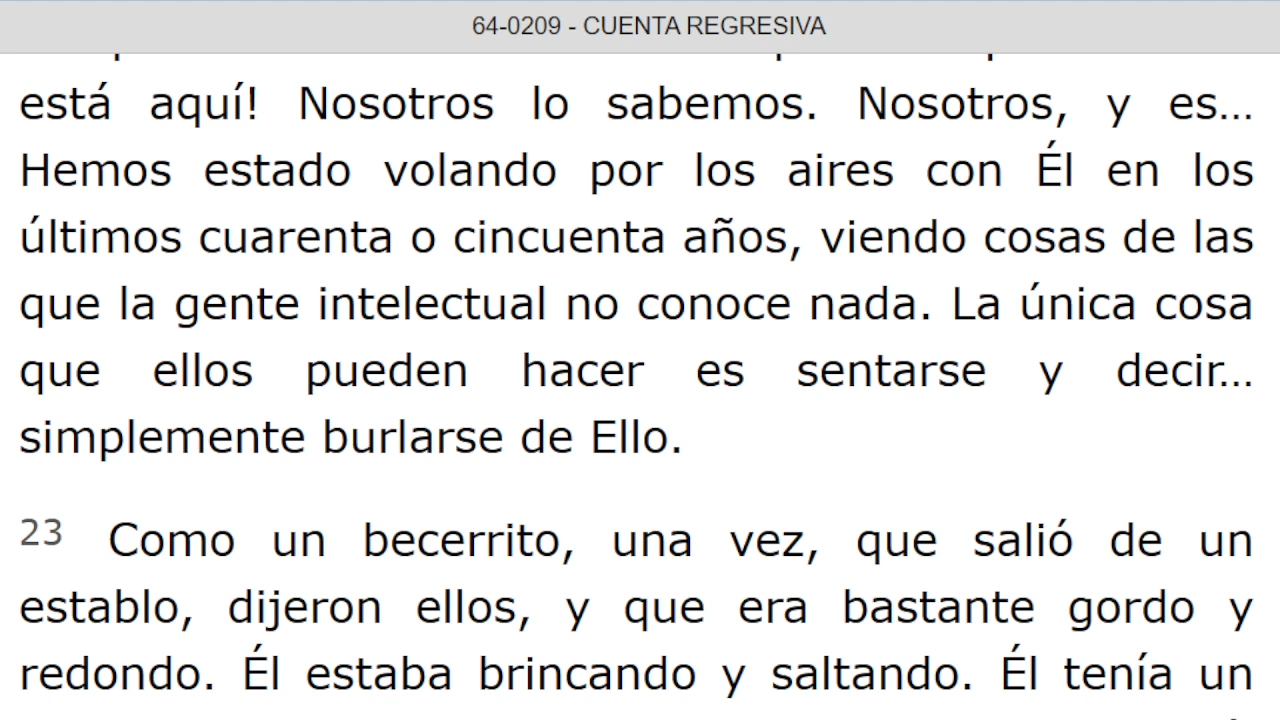 64-0209 - CUENTA REGRESIVA
está aquí! Nosotros lo sabemos. Nosotros, y es…
Hemos estado volando por los aires con Él en los
últimos cuarenta o cincuenta años, viendo cosas de las
que la gente intelectual no conoce nada. La única cosa
que ellos pueden hacer es sentarse y decir…
simplemente burlarse de Ello.
23 Como un becerrito, una vez, que salió de un
establo, dijeron ellos, y que era bastante gordo y
redondo. Él estaba brincando y saltando. Él tenía un